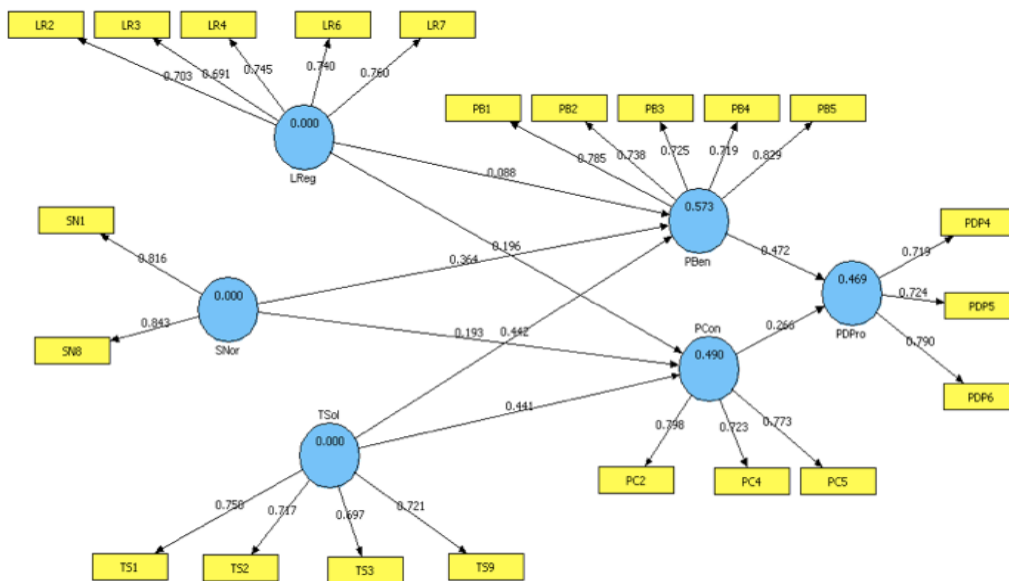 LR2
LR3
LR4
LR6
LR7
0.703
0.691
0.745
0.740
0.760
0.000
LReg
PB1
PB2
PB3
PB4
PB5
0.785
0.738
0.725
0.719
0.829
0.088
0.573
PBen
SN1
0.816
0.000
SNor
0.843
SN8
0.364
0.196
0.193
0.442
0.441
0.472
0.266
PDP4
0.719
0.469
PDPro
0.724
PDP5
0.790
PDP6
PCon
0.490
0.798
0.723
0.773
PC2
PC4
PC5
TSol
0.000
0.750
0.717
0.697
0.721
TS1
TS2
TS3
TS9